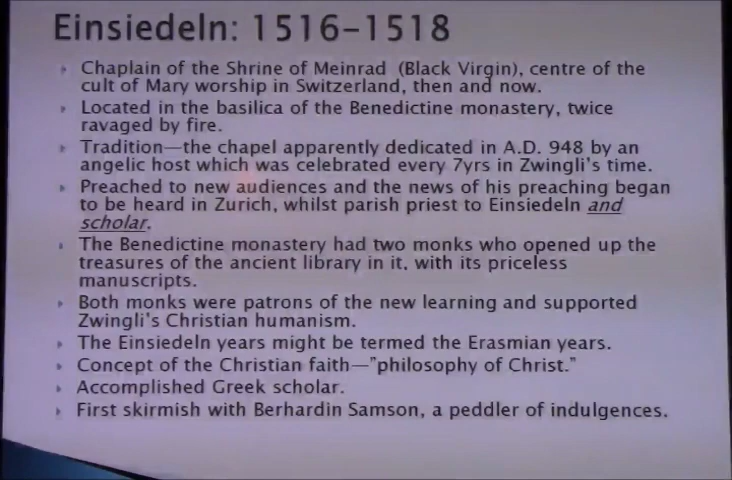 Einsiedeln: 1516–1518
Chaplain of the Shrine of Meinrad (Black Virgin), centre of the
cult of Mary worship in Switzerland, then and now.
Located in the basilica of the Benedictine monastery, twice
ravaged by fire.
Tradition—the chapel apparently dedicated in A.D. 948 by an
angelic host which was celebrated every 7yrs in Zwingli's time.
Preached to new audiences and the news of his preaching began
to be heard in Zurich, whilst parish priest to Einsiedeln and
scholar.
The Benedictine monastery had two monks who opened up the
treasures of the ancient library in it, with its priceless
manuscripts.
Both monks were patrons of the new learning and supported
Zwingli's Christian humanism.
The Einsiedeln years might be termed the Erasmian years.
Concept of the Christian faith—"philosophy of Christ."
Accomplished Greek scholar.
First skirmish with Berhardin Samson, a peddler of indulgences.